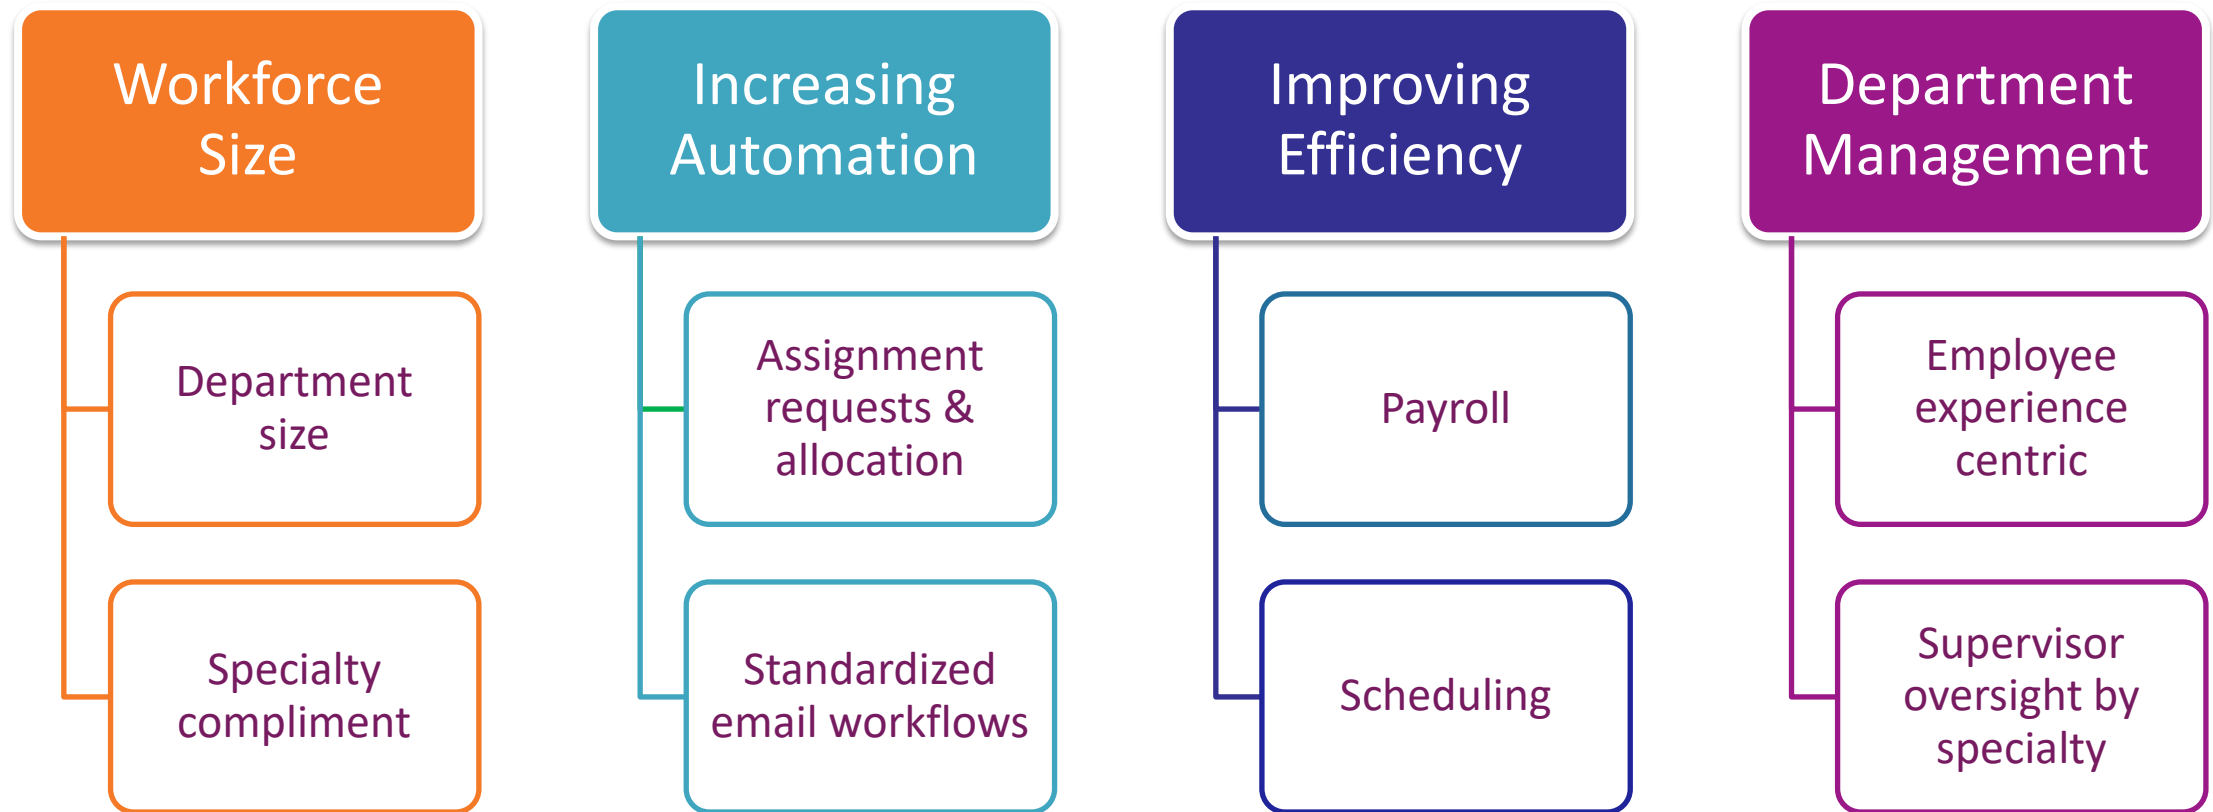 Workforce
Size
Department
size
Specialty
compliment
Increasing
Automation
Assignment
requests &
allocation
Standardized
email workflows
Improving
Efficiency
Payroll
Scheduling
Department
Management
Employee
experience
centric
Supervisor
oversight by
specialty